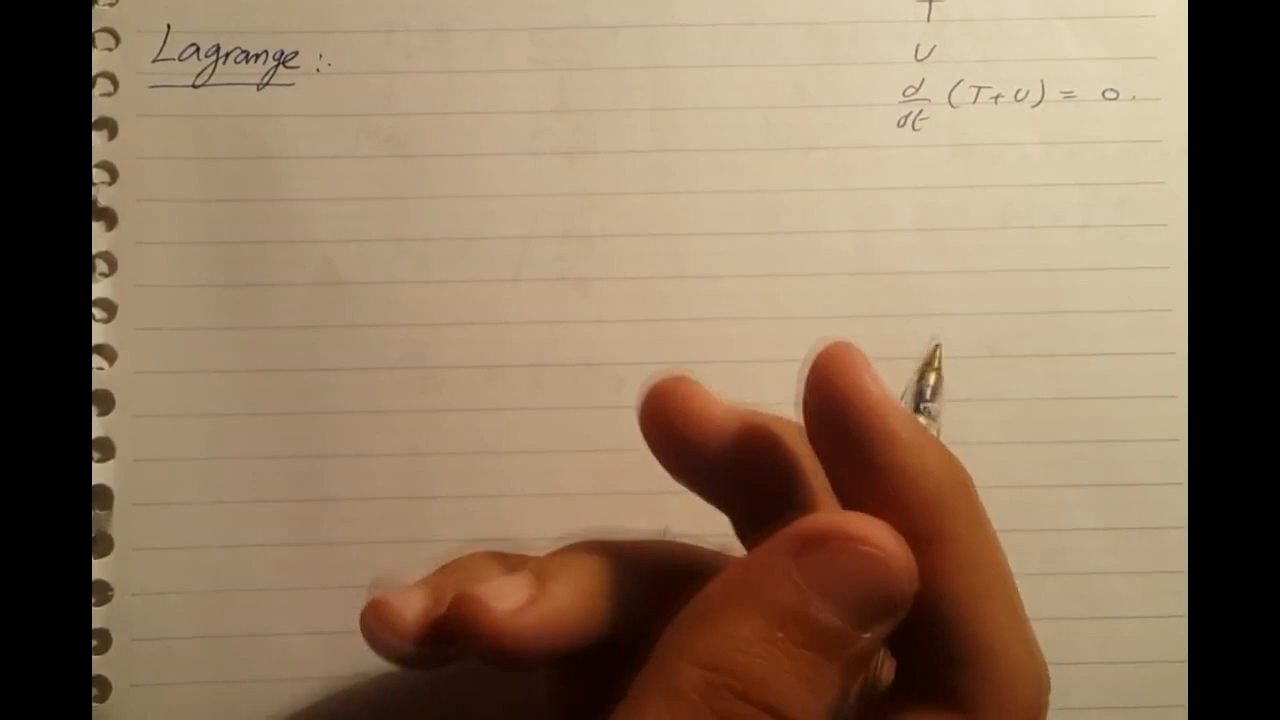 Lagrange :.
T
U
d/dt (T+U) = 0.